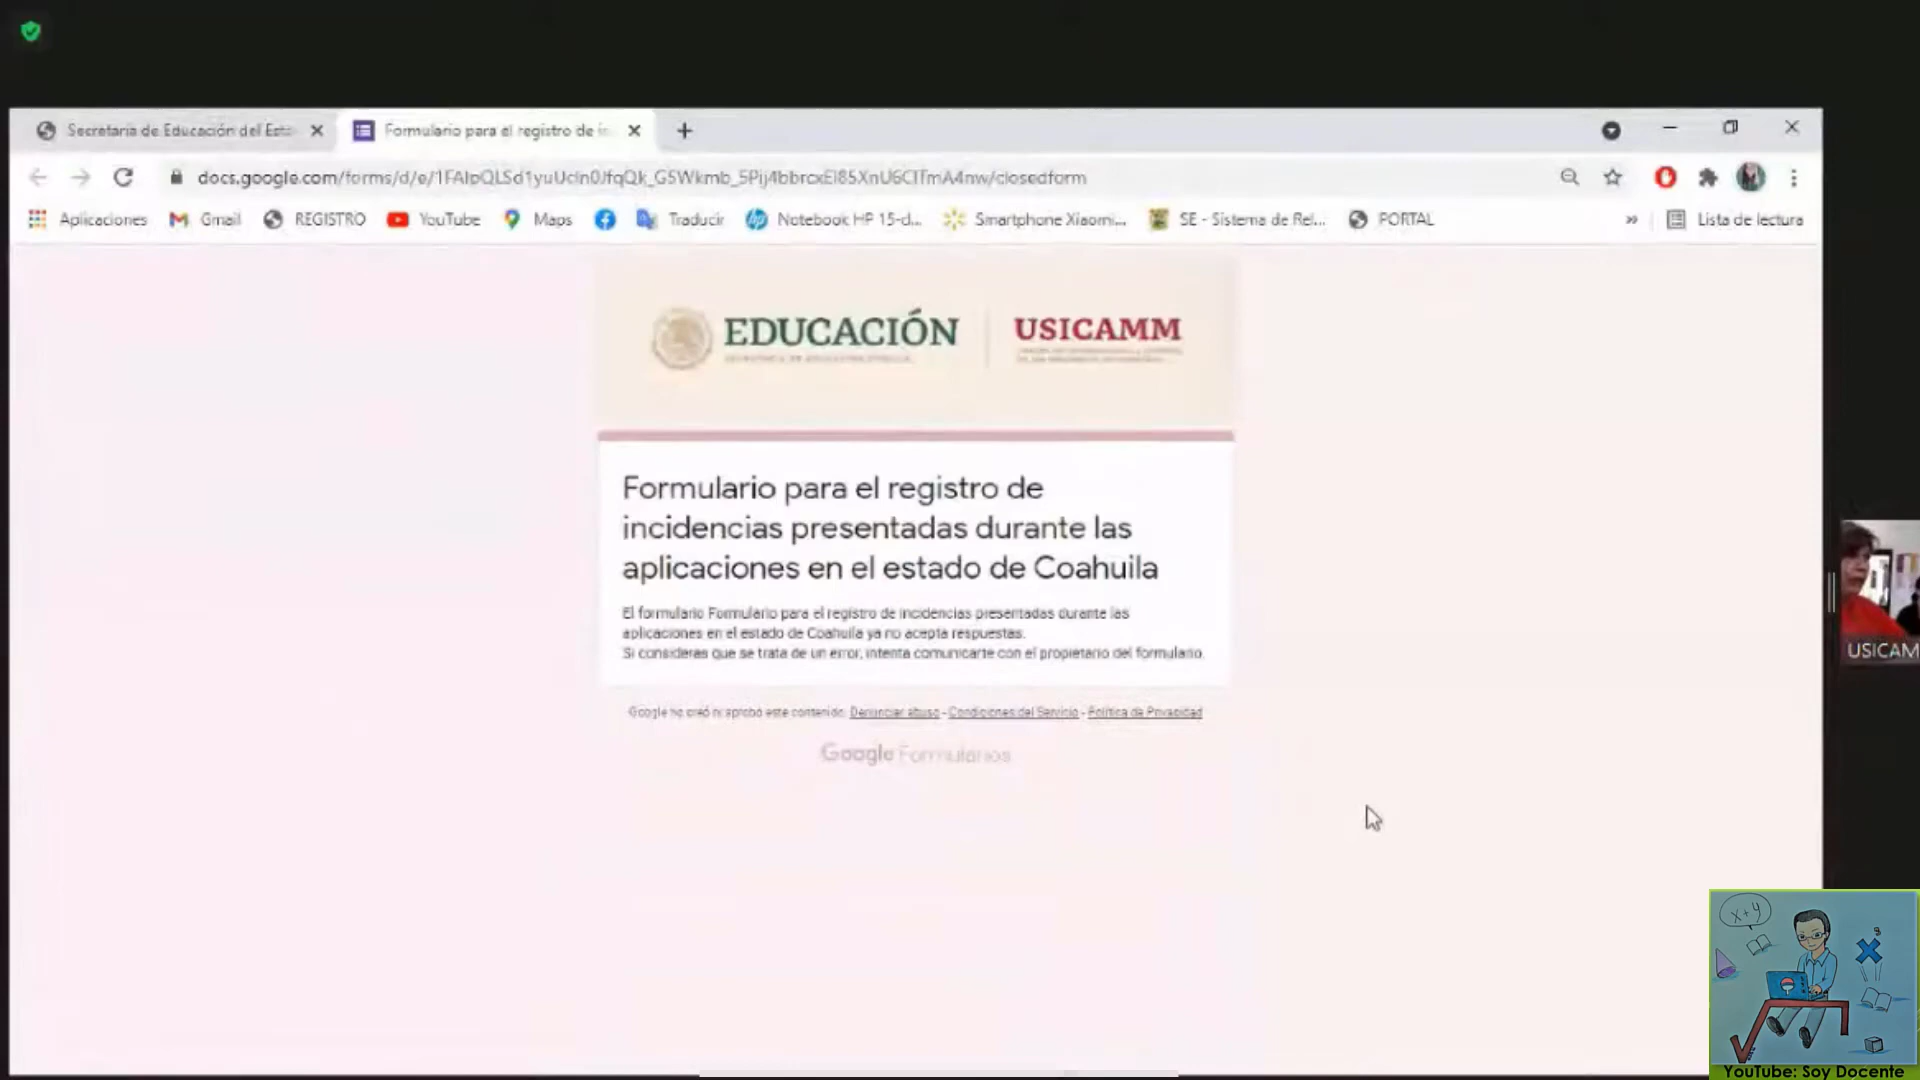 Secretaría de Educación del Esta
Formulario para el registro de in
docs.google.com/forms/d/e/
/closedform
Aplicaciones
Gmail
REGISTRO
YouTube
Maps
Traducir
Notebook HP 15-d...
Smartphone Xiaomi...
SE - Sistema de Rel...
PORTAL
»
Lista de lectura
EDUCACIÓN
USICAMM
Formulario para el registro de
incidencias presentadas durante las
aplicaciones en el estado de Coahuila
El formulario Formulario para el registro de incidencias presentadas durante las
aplicaciones en el estado de Coahuila ya no acepta respuestas.
Si consideras que se trata de un error, intenta comunicarte con el propietario del formulario.
Google no creó ni aprobó este contenido. Denunciar abuso - Condiciones del Servicio - Política de Privacidad
Google Formularios
USICAM
x+y
YouTube: Soy Docente